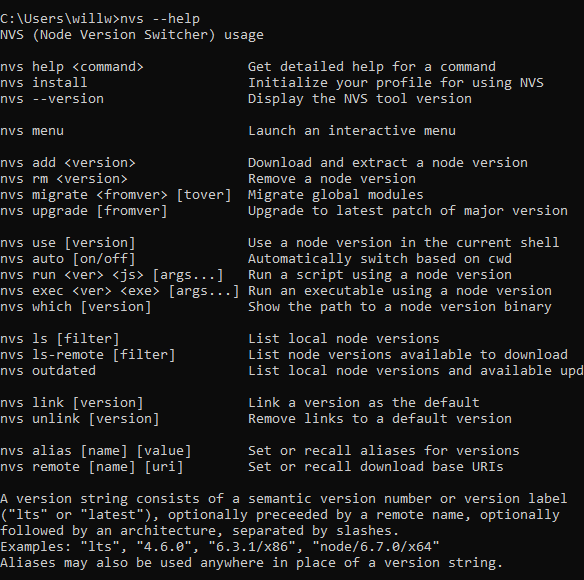 C:\Users\willw>nvs --help
NVS (Node Version Switcher) usage
nvs help <command>             Get detailed help for a command
nvs install                    Initialize your profile for using NVS
nvs --version                  Display the NVS tool version
nvs menu                       Launch an interactive menu
nvs add <version>              Download and extract a node version
nvs rm <version>               Remove a node version
nvs migrate <fromver> [tover]  Migrate global modules
nvs upgrade [fromver]          Upgrade to latest patch of major version
nvs use [version]              Use a node version in the current shell
nvs auto [on/off]              Automatically switch based on cwd
nvs run <ver> <js> [args...]   Run a script using a node version
nvs exec <ver> <exe> [args...] Run an executable using a node version
nvs which [version]            Show the path to a node version binary
nvs ls [filter]                List local node versions
nvs ls-remote [filter]         List node versions available to download
nvs outdated                   List local node versions and available upd
nvs link [version]             Link a version as the default
nvs unlink [version]           Remove links to a default version
nvs alias [name] [value]       Set or recall aliases for versions
nvs remote [name] [uri]        Set or recall download base URIs
A version string consists of a semantic version number or version label
("lts" or "latest"), optionally preceeded by a remote name, optionally
followed by an architecture, separated by slashes.
Examples: "lts", "4.6.0", "6.3.1/x86", "node/6.7.0/x64"
Aliases may also be used anywhere in place of a version string.